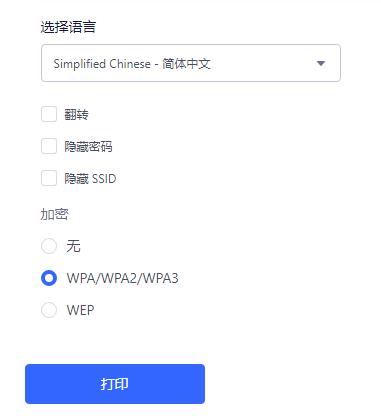 选择语言
Simplified Chinese - 简体中文
翻转
隐藏密码
隐藏 SSID
加密
无
WPA/WPA2/WPA3
WEP
打印